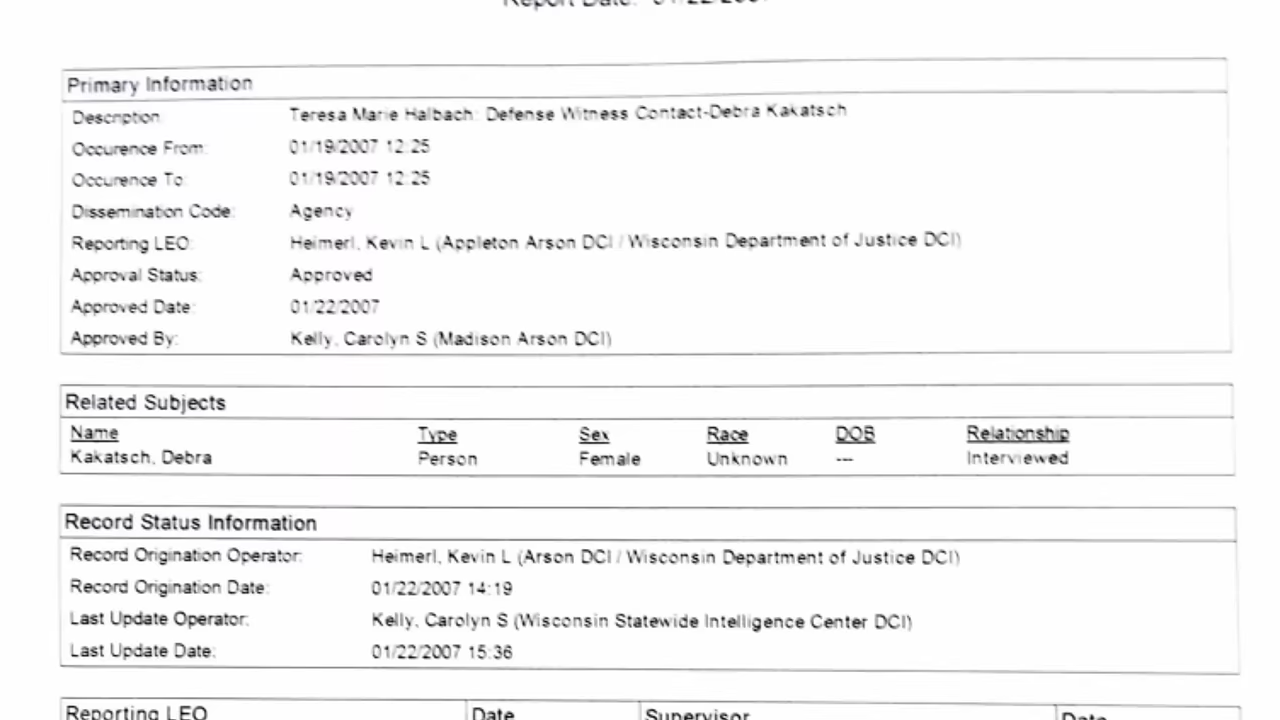 Report Date: 01/22/2007
Primary Information
Description: Teresa Marie Halbach: Defense Witness Contact-Debra Kakatsch
Occurence From: 01/19/2007 12:25
Occurence To: 01/19/2007 12:25
Dissemination Code: Agency
Reporting LEO: Heimerl, Kevin L (Appleton Arson DCI / Wisconsin Department of Justice DCI)
Approval Status: Approved
Approved Date: 01/22/2007
Approved By: Kelly, Carolyn S (Madison Arson DCI)
Related Subjects
Name Type Sex Race DOB Relationship
Kakatsch, Debra Person Female Unknown --- Interviewed
Record Status Information
Record Origination Operator: Heimerl, Kevin L (Arson DCI / Wisconsin Department of Justice DCI)
Record Origination Date: 01/22/2007 14:19
Last Update Operator: Kelly, Carolyn S (Wisconsin Statewide Intelligence Center DCI)
Last Update Date: 01/22/2007 15:36
Reporting LEO Date Supervisor Date